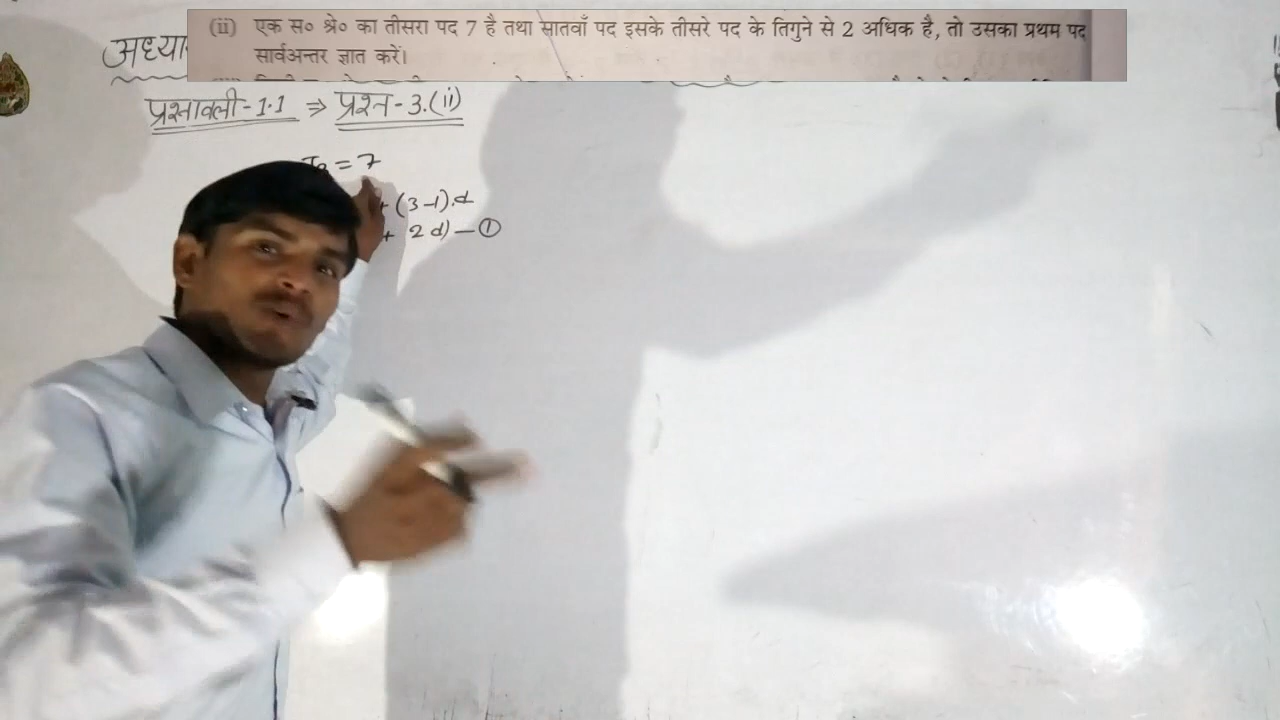 (ii) एक स० श्रे० का तीसरा पद 7 है तथा सातवाँ पद इसके तीसरे पद के तिगुने से 2 अधिक है, तो उसका प्रथम पद
सार्वअन्तर ज्ञात करें।
अध्या
प्रश्नावली-1.1 ⇒ प्रश्न-3.(ii)
= 7
+ (3-1).d
+ 2d) — ①